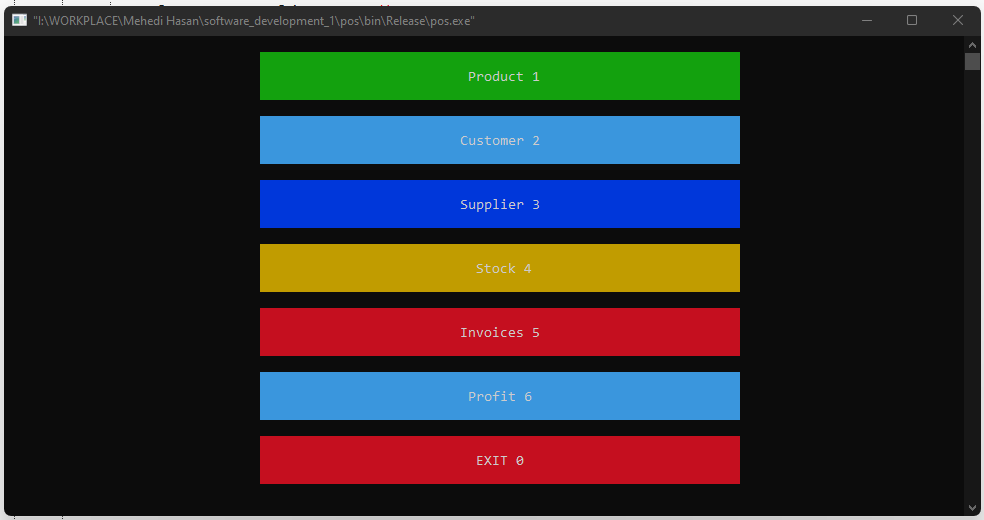 "I:\WORKPLACE\Mehedi Hasan\software_development_1\pos\bin\Release\pos.exe"
Product 1
Customer 2
Supplier 3
Stock 4
Invoices 5
Profit 6
EXIT 0